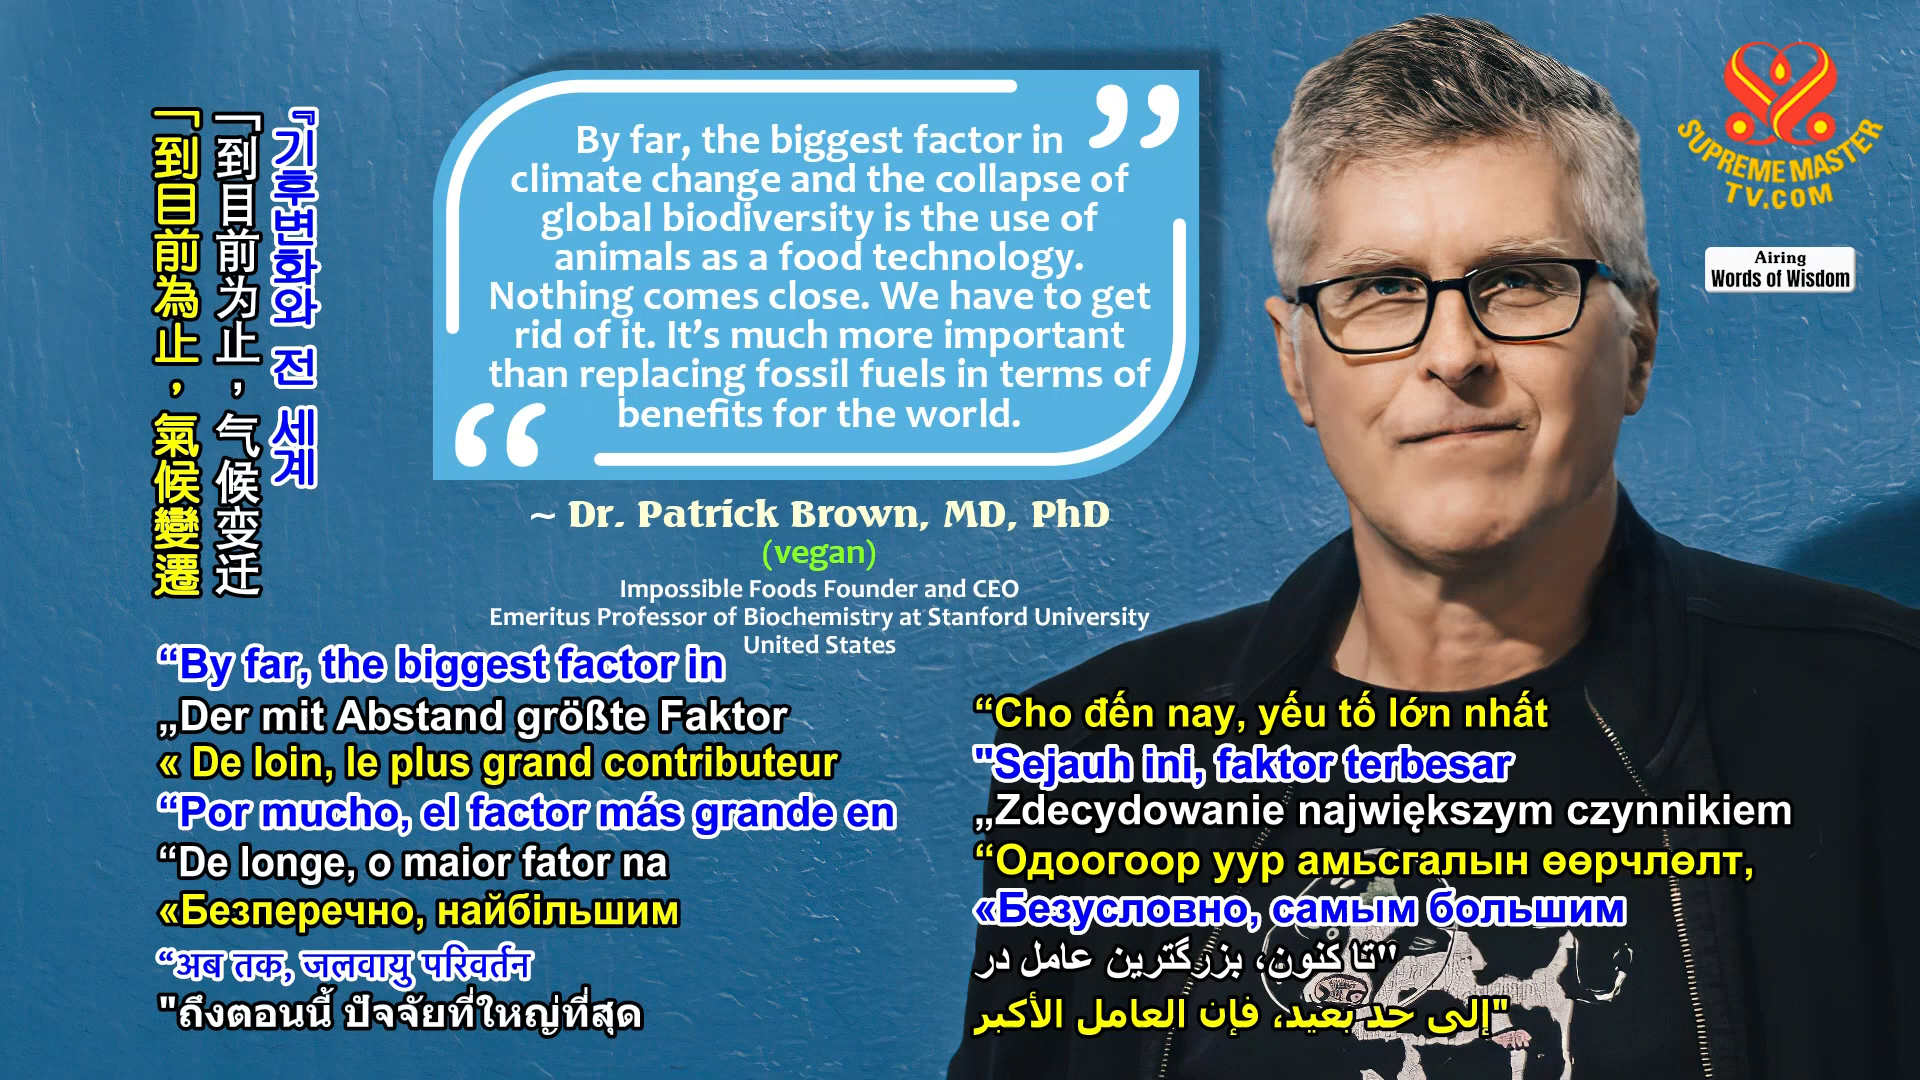 By far, the biggest factor in
climate change and the collapse of
global biodiversity is the use of
animals as a food technology.
Nothing comes close. We have to get
rid of it. It’s much more important
than replacing fossil fuels in terms of
benefits for the world.
~ Dr. Patrick Brown, MD, PhD
(vegan)
Impossible Foods Founder and CEO
Emeritus Professor of Biochemistry at Stanford University
United States
SUPREME MASTER
TV.COM
Airing
Words of Wisdom
『기후변화와 전 세계
「到目前为止，气候变迁
「到目前為止，氣候變遷
“By far, the biggest factor in
„Der mit Abstand größte Faktor
« De loin, le plus grand contributeur
“Por mucho, el factor más grande en
“De longe, o maior fator na
«Безперечно, найбільшим
“अब तक, जलवायु परिवर्तन
"ถึงตอนนี้ ปัจจัยที่ใหญ่ที่สุด
“Cho đến nay, yếu tố lớn nhất
"Sejauh ini, faktor terbesar
„Zdecydowanie największym czynnikiem
“Одоогоор уур амьсгалын өөрчлөлт,
«Безусловно, самым большим
"تا کنون، بزرگترین عامل در
"إلى حد بعيد، فإن العامل الأكبر